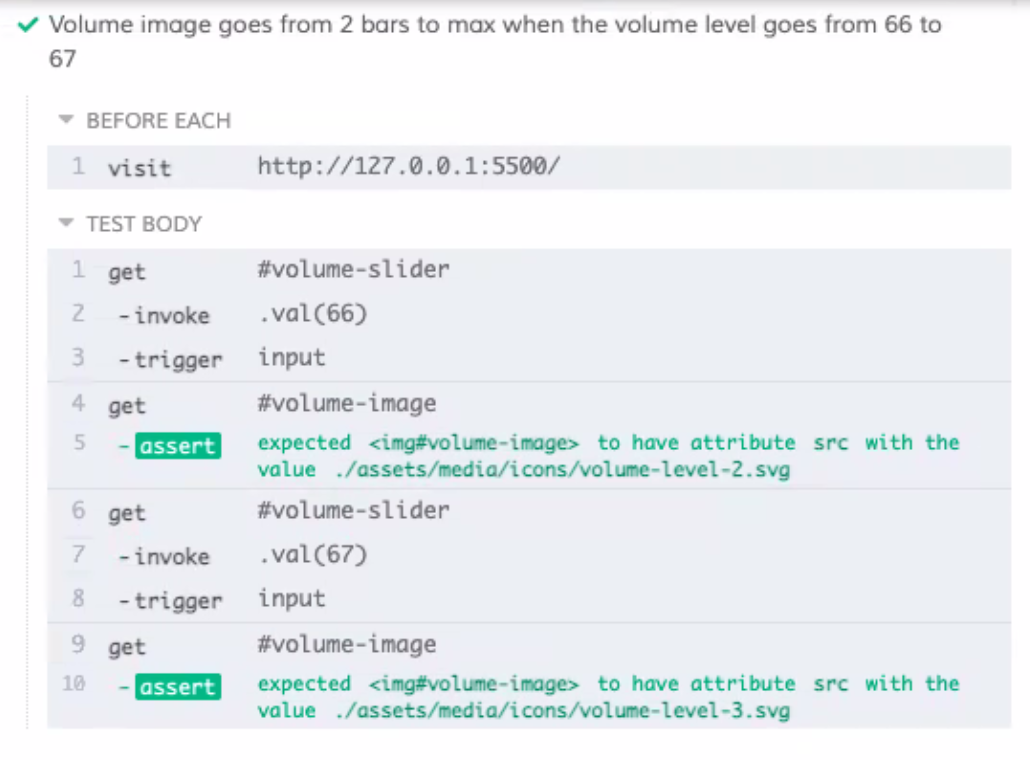 Volume image goes from 2 bars to max when the volume level goes from 66 to
67
BEFORE EACH
1 visit http://127.0.0.1:5500/
TEST BODY
1 get #volume-slider
2 -invoke .val(66)
3 -trigger input
4 get #volume-image
5 -assert expected <img#volume-image> to have attribute src with the
value ./assets/media/icons/volume-level-2.svg
6 get #volume-slider
7 -invoke .val(67)
8 -trigger input
9 get #volume-image
10 -assert expected <img#volume-image> to have attribute src with the
value ./assets/media/icons/volume-level-3.svg